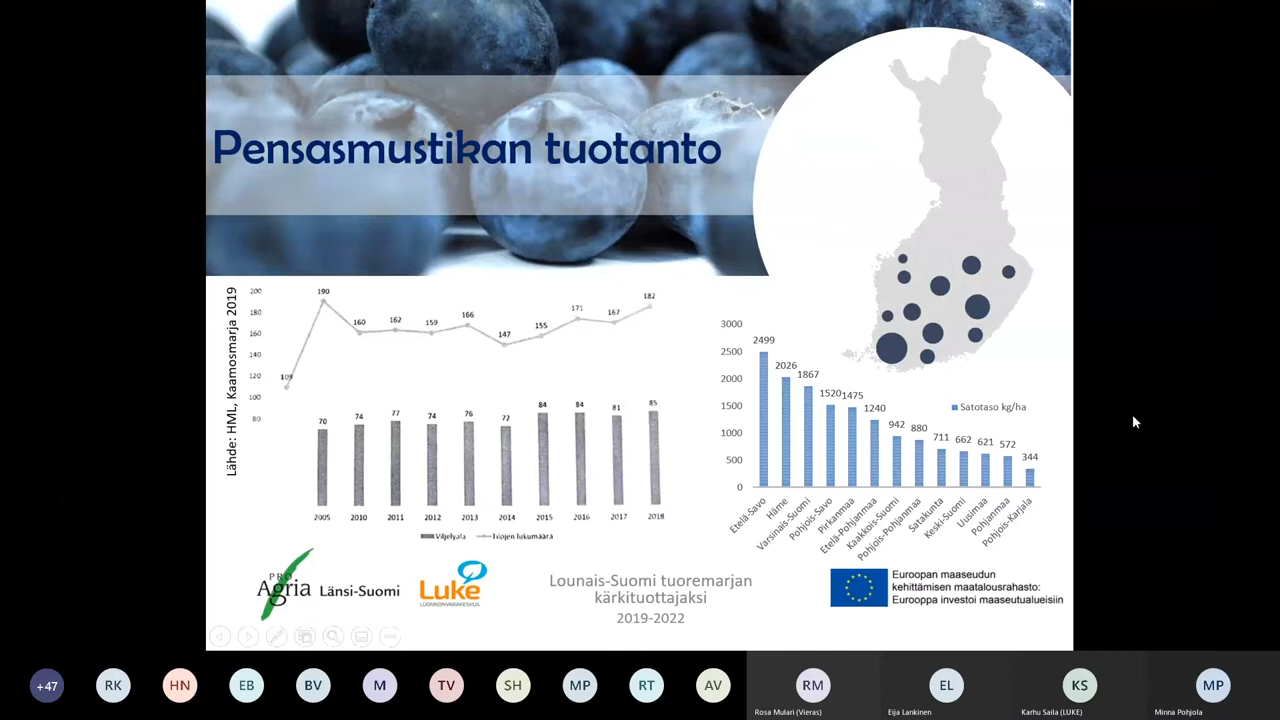 Pensasmustikan tuotanto
Lähde: HML, Kaamosmarja 2019
200
180
160
140
120
100
80
109
190
160
162
159
166
147
155
171
167
182
70
74
77
74
76
72
84
84
81
85
2005
2010
2011
2012
2013
2014
2015
2016
2017
2018
Viljelyala
Tilojen lukumäärä
3000
2500
2000
1500
1000
500
0
2499
2026
1867
1520
1475
1240
942
880
711
662
621
572
344
Satotaso kg/ha
Etelä-Savo
Häme
Varsinais-Suomi
Pohjois-Savo
Pirkanmaa
Etelä-Pohjanmaa
Kaakkois-Suomi
Pohjois-Pohjanmaa
Satakunta
Keski-Suomi
Uusimaa
Pohjanmaa
Pohjois-Karjala
PRO
Agria Länsi-Suomi
Luke
LUONNONVARAKESKUS
Lounais-Suomi tuoremarjan
kärkituottajaksi
2019-2022
Euroopan maaseudun
kehittämisen maatalousrahasto:
Eurooppa investoi maaseutualueisiin
+47
RK
HN
EB
BV
M
TV
SH
MP
RT
AV
RM
EL
KS
MP
Rosa Mulari (Vieras)
Eija Lankinen
Karhu Saila (LUKE)
Minna Pohjola